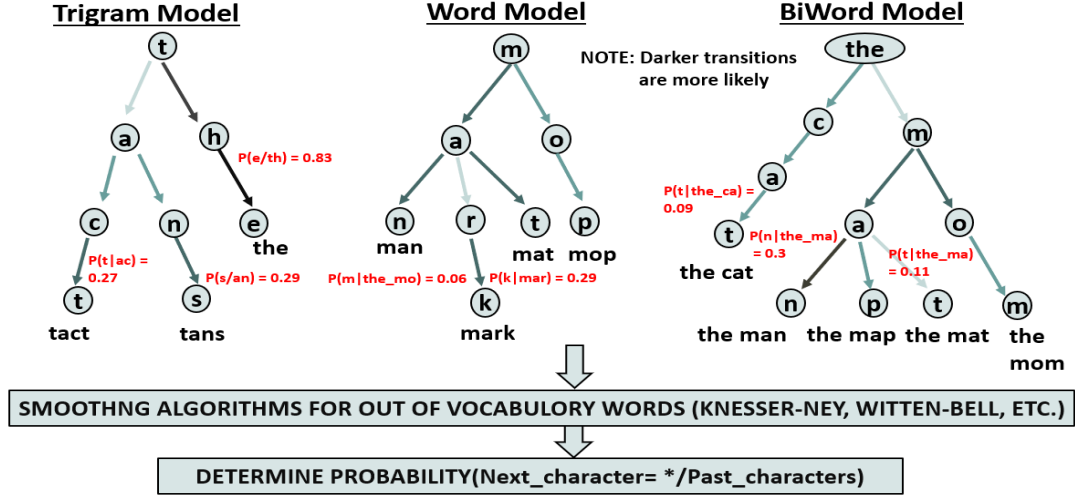 Trigram Model
t
a
h
P(e/th) = 0.83
c
n
e
the
P(t|ac) =
0.27
P(s/an) = 0.29
t
s
tact
tans
Word Model
m
a
o
n
r
t
p
man
mat
mop
P(m|the_mo) = 0.06
P(k|mar) = 0.29
k
mark
NOTE: Darker transitions
are more likely
BiWord Model
the
c
m
a
P(t|the_ca) =
0.09
t
the cat
P(n|the_ma)
= 0.3
a
o
P(t|the_ma)
= 0.11
n
p
t
m
the man
the map
the mat
the
mom
SMOOTHNG ALGORITHMS FOR OUT OF VOCABULORY WORDS (KNESSER-NEY, WITTEN-BELL, ETC.)
DETERMINE PROBABILITY(Next_character= */Past_characters)